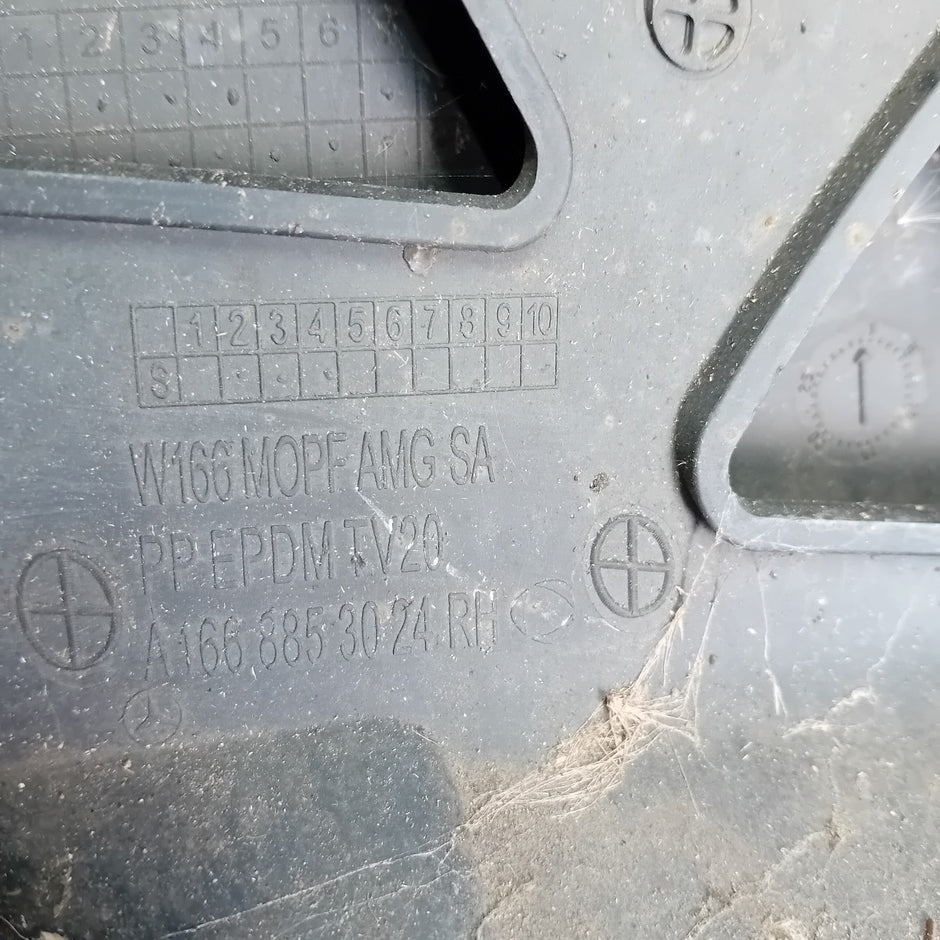 1 2 3 4 5 6
1 2 3 4 5 6 7 8 9 10
S
W166 MOPF AMG SA
PP EPDM TV20
A 166 885 30 24 RH